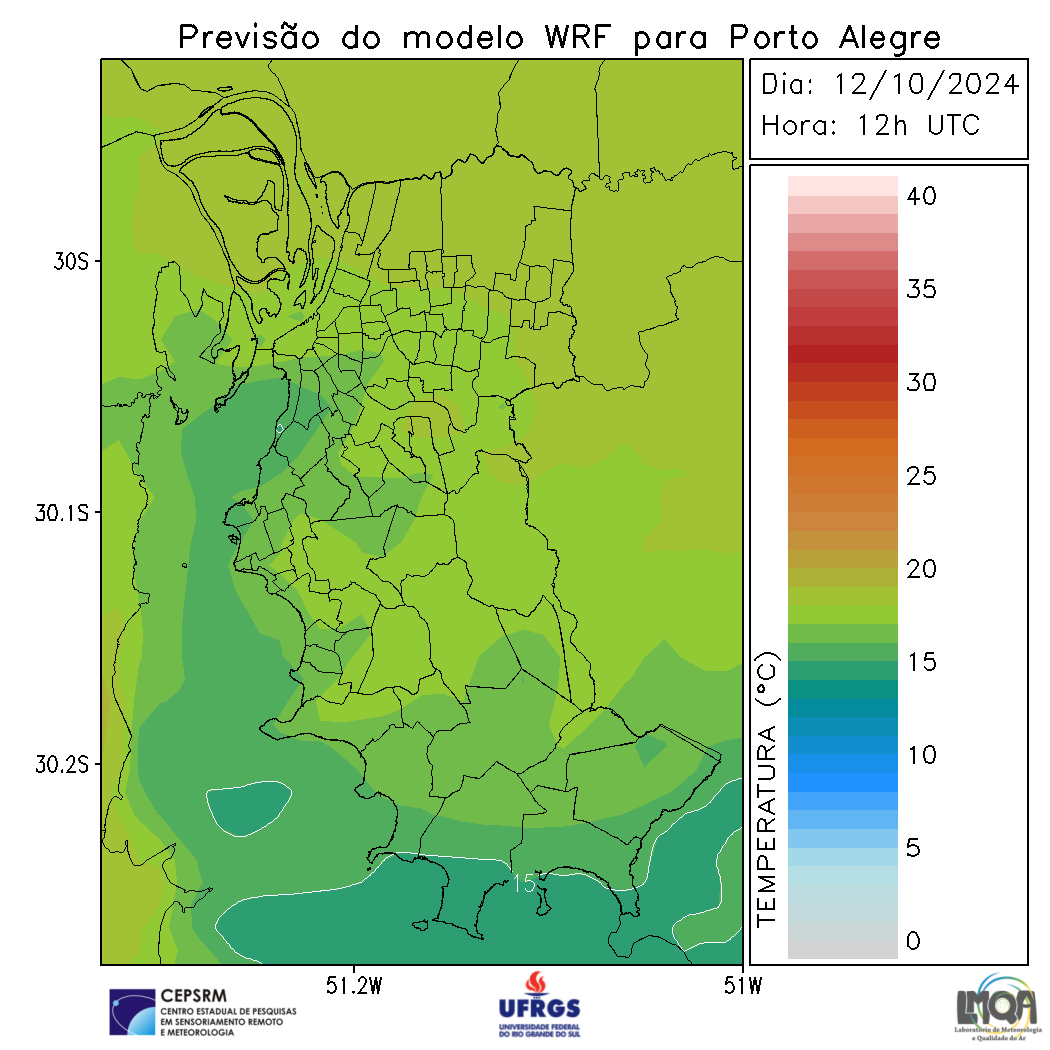 Previsão do modelo WRF para Porto Alegre
Dia: 12/10/2024
Hora: 12h UTC
40
35
30
25
20
15
10
5
0
TEMPERATURA (°C)
30S
30.1S
30.2S
15
51.2W
51W
CEPSRM
CENTRO ESTADUAL DE PESQUISAS
EM SENSORIAMENTO REMOTO
E METEOROLOGIA
UFRGS
UNIVERSIDADE FEDERAL
DO RIO GRANDE DO SUL
LMQA
Laboratório de Meteorologia
e Qualidade do Ar